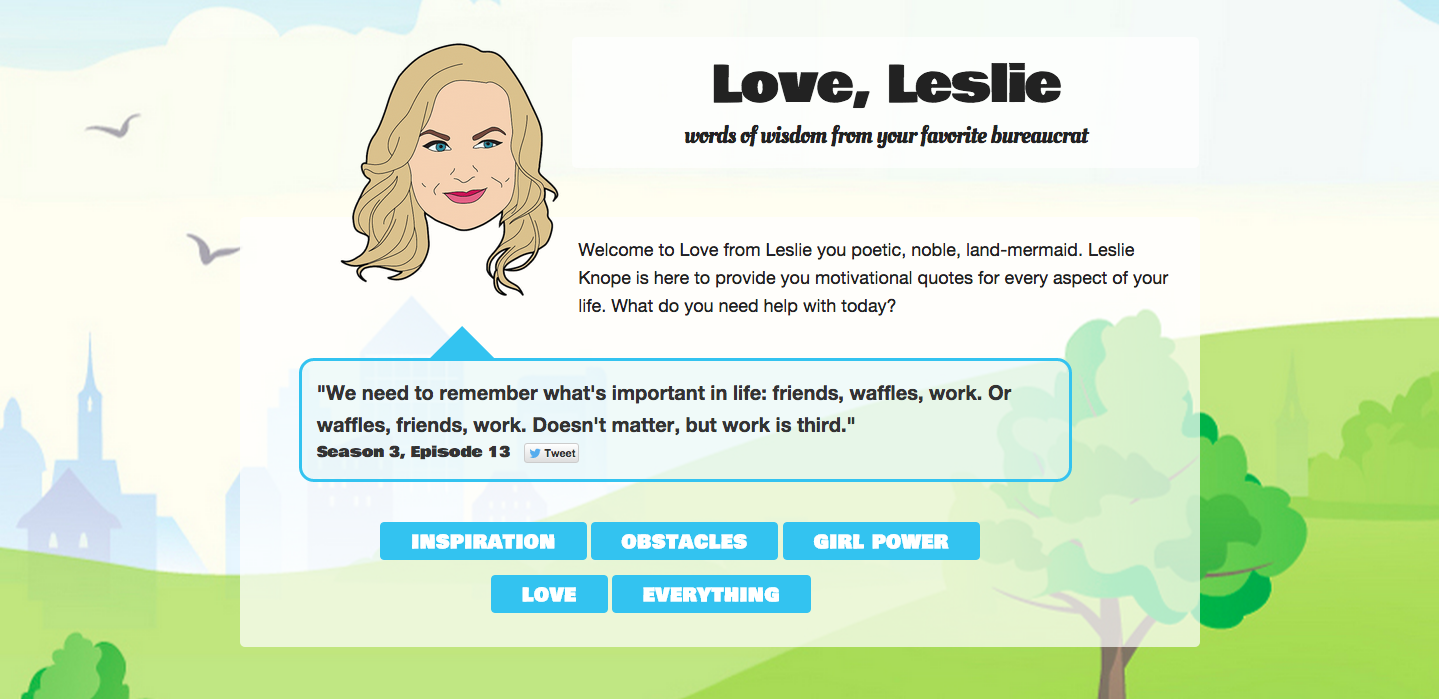 Love, Leslie
words of wisdom from your favorite bureaucrat
Welcome to Love from Leslie you poetic, noble, land-mermaid. Leslie
Knope is here to provide you motivational quotes for every aspect of your
life. What do you need help with today?
"We need to remember what's important in life: friends, waffles, work. Or
waffles, friends, work. Doesn't matter, but work is third."
Season 3, Episode 13 Tweet
INSPIRATION OBSTACLES GIRL POWER
LOVE EVERYTHING